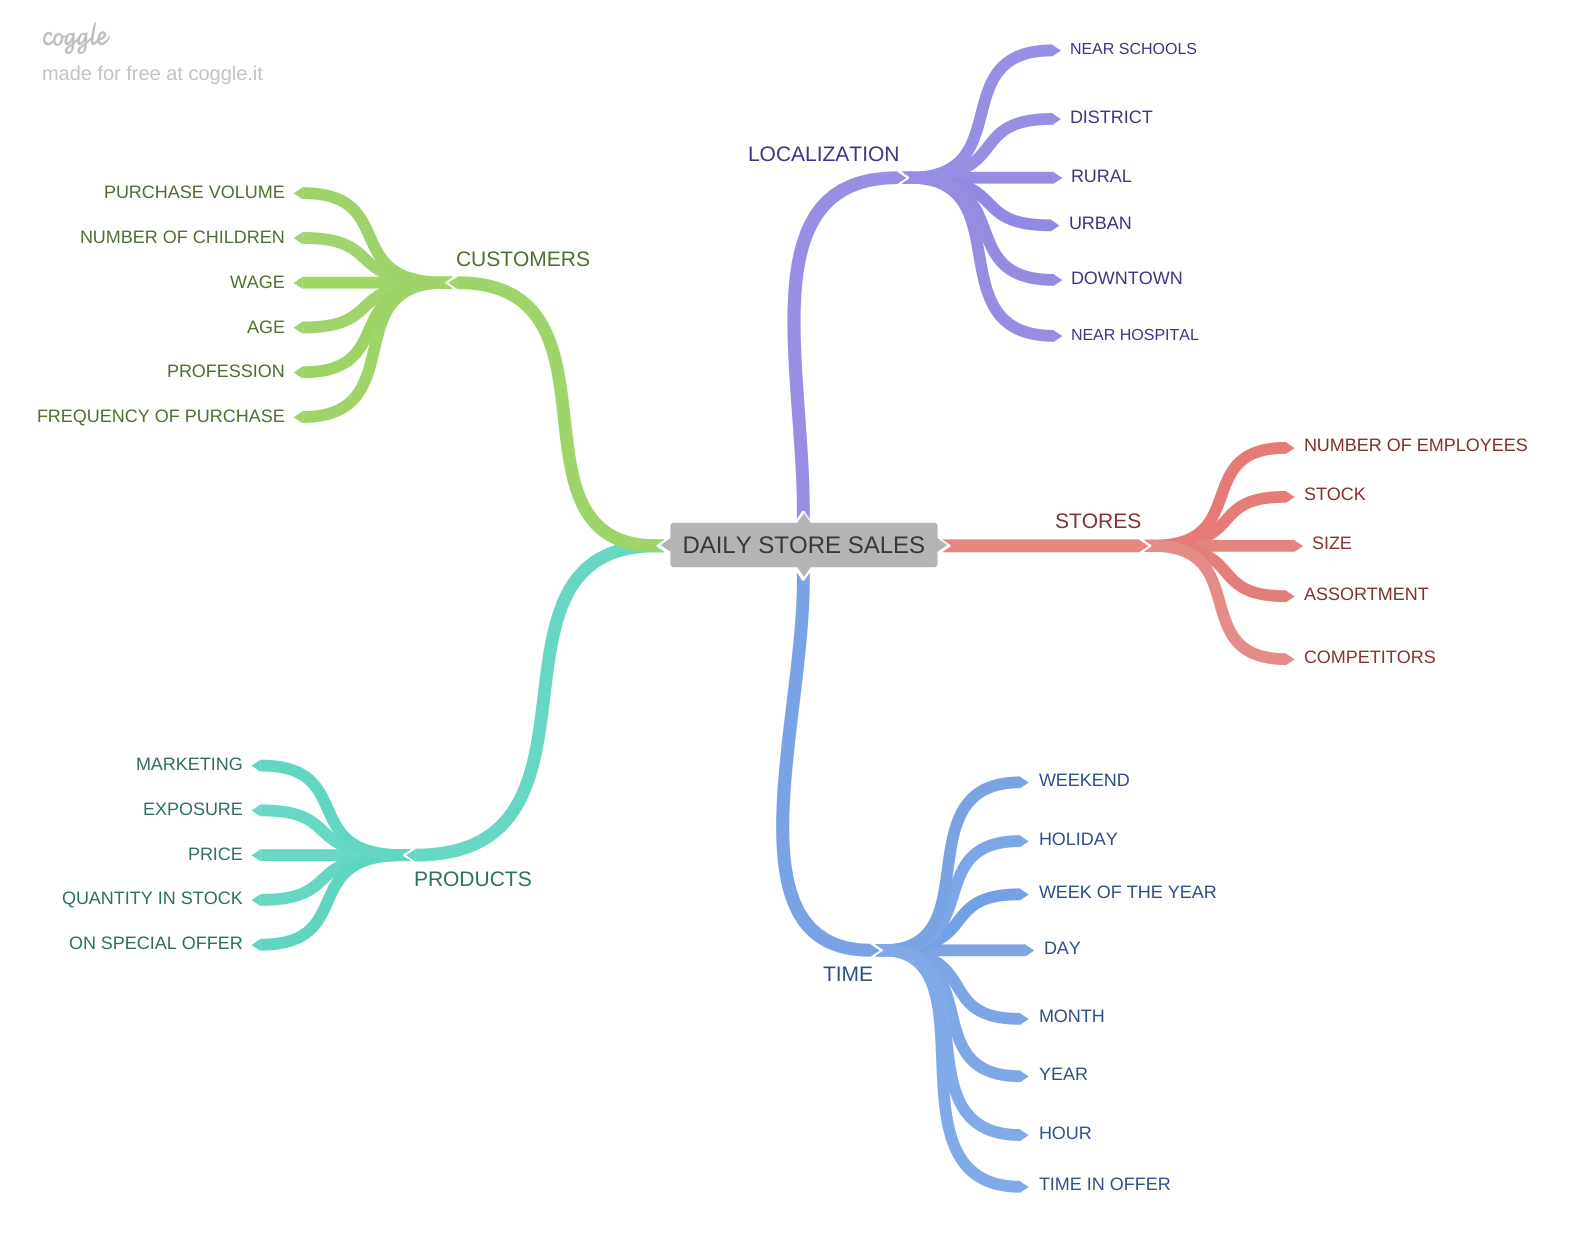 coggle
made for free at coggle.it
DAILY STORE SALES
LOCALIZATION
NEAR SCHOOLS
DISTRICT
RURAL
URBAN
DOWNTOWN
NEAR HOSPITAL
CUSTOMERS
PURCHASE VOLUME
NUMBER OF CHILDREN
WAGE
AGE
PROFESSION
FREQUENCY OF PURCHASE
STORES
NUMBER OF EMPLOYEES
STOCK
SIZE
ASSORTMENT
COMPETITORS
PRODUCTS
MARKETING
EXPOSURE
PRICE
QUANTITY IN STOCK
ON SPECIAL OFFER
TIME
WEEKEND
HOLIDAY
WEEK OF THE YEAR
DAY
MONTH
YEAR
HOUR
TIME IN OFFER